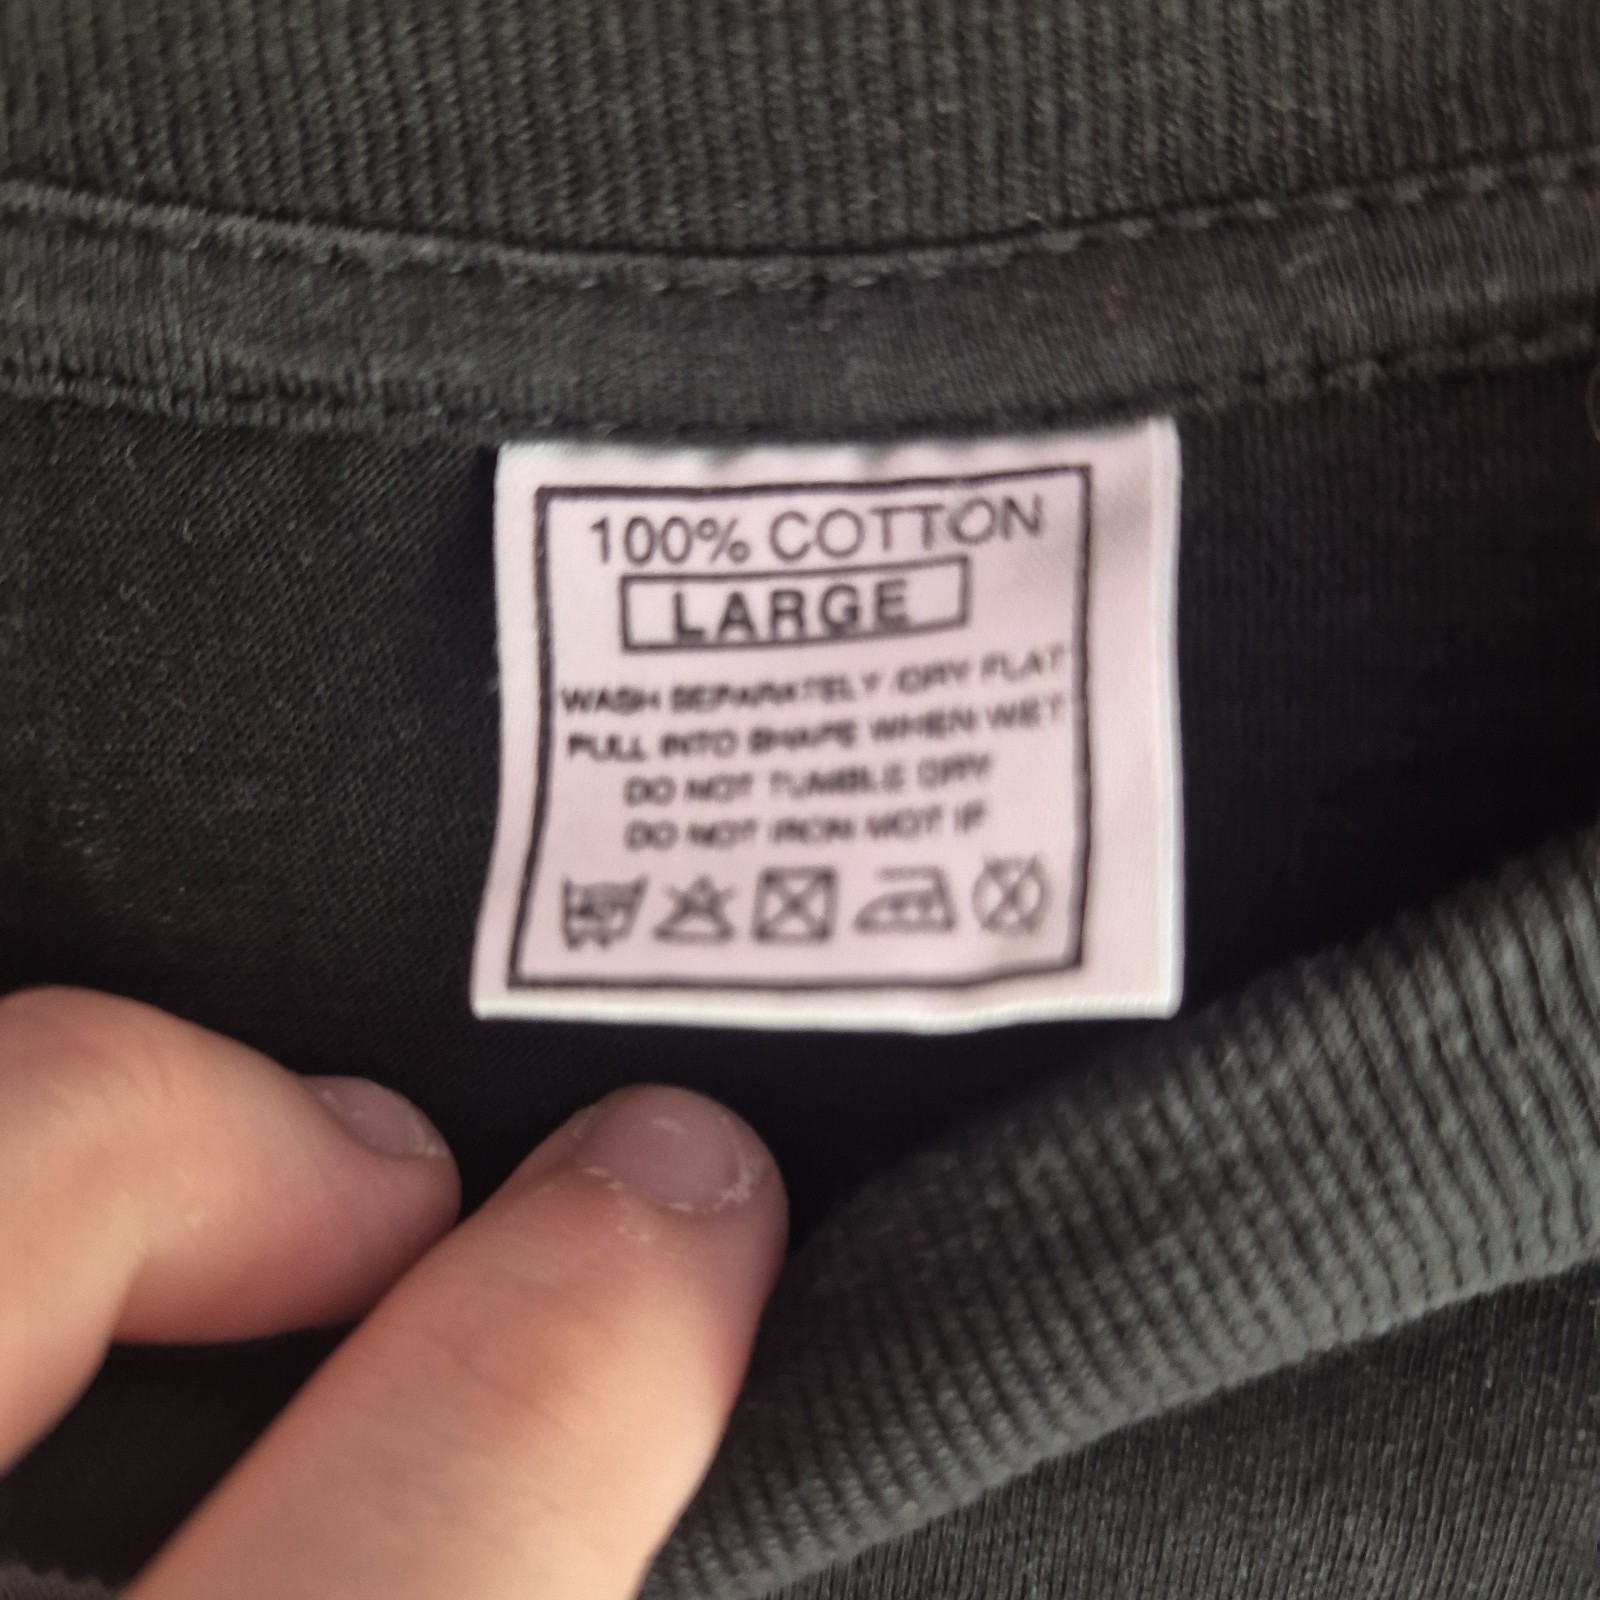 100% COTTON
LARGE
WASH SEPARATELY /DRY FLAT
PULL INTO SHAPE WHEN WET
DO NOT TUMBLE DRY
DO NOT IRON MOTIF